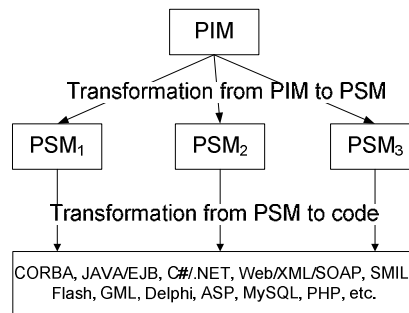 PIM
Transformation from PIM to PSM
PSM₁ PSM₂ PSM₃
Transformation from PSM to code
CORBA, JAVA/EJB, C#/.NET, Web/XML/SOAP, SMIL
Flash, GML, Delphi, ASP, MySQL, PHP, etc.